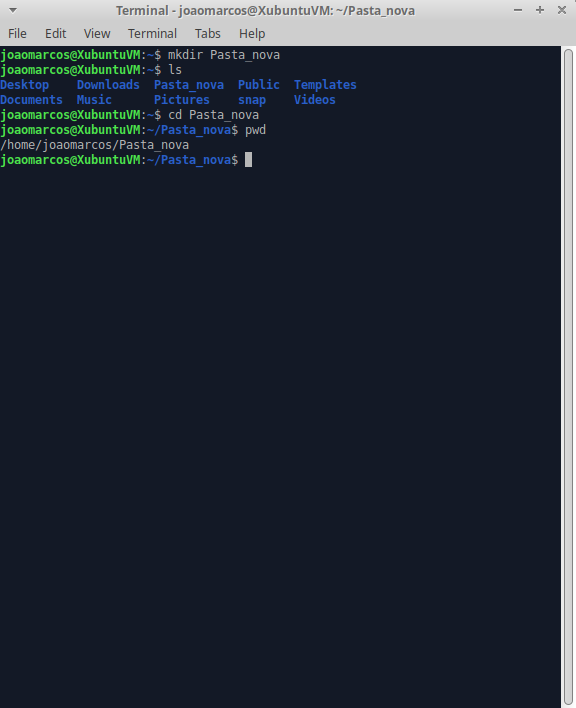 Terminal - joaomarcos@XubuntuVM: ~/Pasta_nova
File Edit View Terminal Tabs Help
joaomarcos@XubuntuVM:~$ mkdir Pasta_nova
joaomarcos@XubuntuVM:~$ ls
Desktop    Downloads  Pasta_nova  Public  Templates
Documents  Music      Pictures    snap    Videos
joaomarcos@XubuntuVM:~$ cd Pasta_nova
joaomarcos@XubuntuVM:~/Pasta_nova$ pwd
/home/joaomarcos/Pasta_nova
joaomarcos@XubuntuVM:~/Pasta_nova$